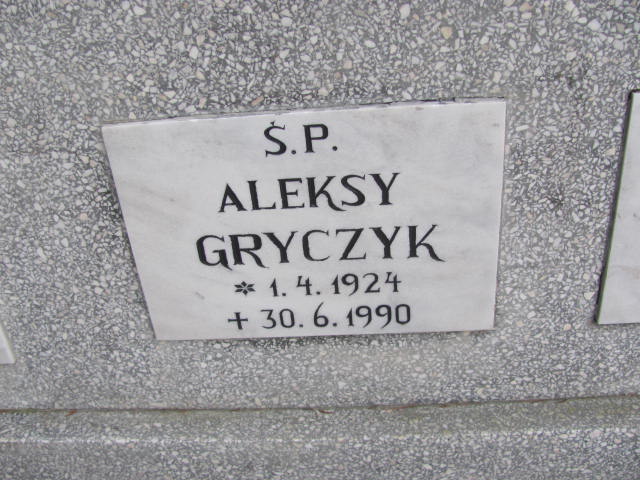 Ś.P.
ALEKSY
GRYCZYK
* 1.4.1924
+ 30.6.1990